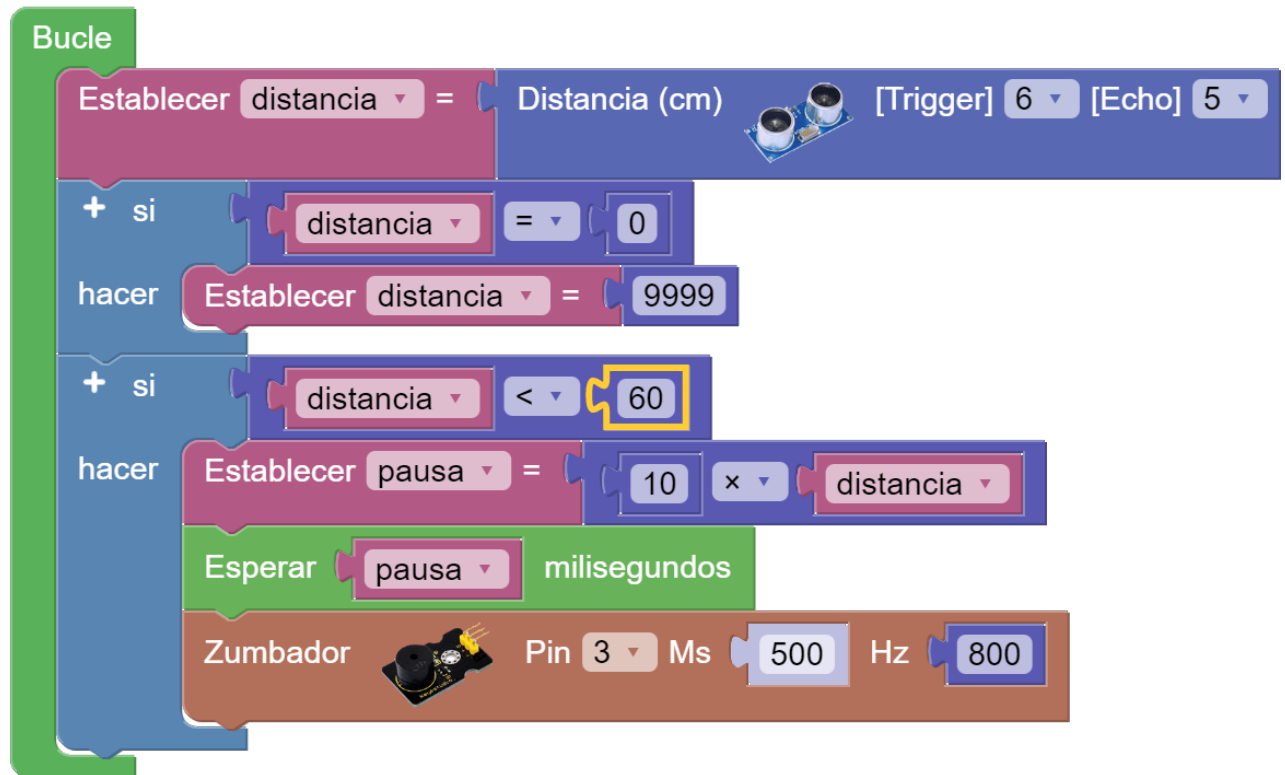 Bucle
Establecer distancia = Distancia (cm) [Trigger] 6 [Echo] 5
+ si distancia = 0
hacer Establecer distancia = 9999
+ si distancia < 60
hacer Establecer pausa = 10 × distancia
Esperar pausa milisegundos
Zumbador Pin 3 Ms 500 Hz 800